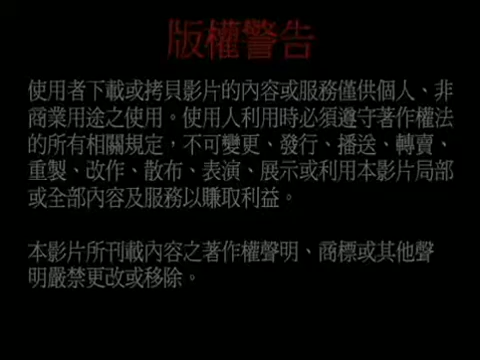 版權警告
使用者下載或拷貝影片的內容或服務僅供個人、非
商業用途之使用。使用人利用時必須遵守著作權法
的所有相關規定，不可變更、發行、播送、轉賣、
重製、改作、散布、表演、展示或利用本影片局部
或全部內容及服務以賺取利益。
本影片所刊載內容之著作權聲明、商標或其他聲
明嚴禁更改或移除。